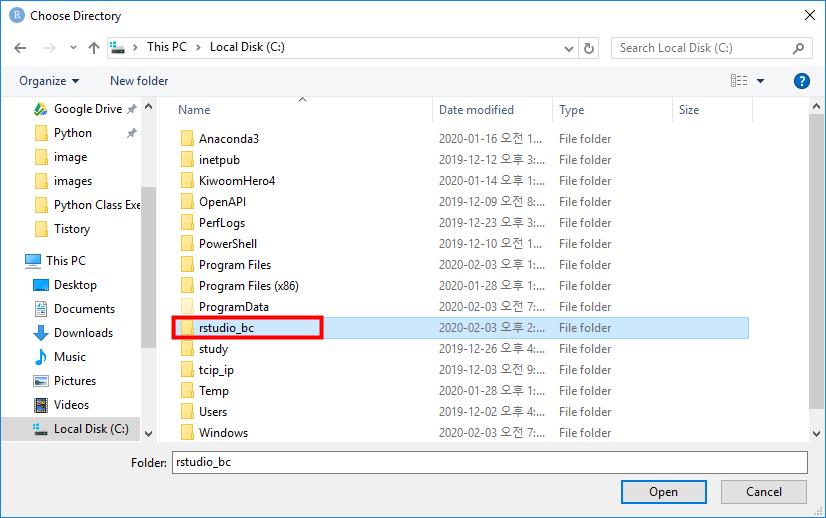 R Choose Directory
This PC > Local Disk (C:)
Search Local Disk (C:)
Organize New folder ?
Google Drive
Python
image
images
Python Class Exe
Tistory
This PC
Desktop
Documents
Downloads
Music
Pictures
Videos
Local Disk (C:)
Name Date modified Type Size
Anaconda3 2020-01-16 오전 1... File folder
inetpub 2019-12-12 오후 3:... File folder
KiwoomHero4 2020-01-14 오후 1:... File folder
OpenAPI 2019-12-09 오전 8:... File folder
PerfLogs 2019-12-23 오후 3:... File folder
PowerShell 2019-12-10 오전 1... File folder
Program Files 2020-02-03 오후 1:... File folder
Program Files (x86) 2020-01-28 오후 1:... File folder
ProgramData 2020-02-03 오전 7:... File folder
rstudio_bc 2020-02-03 오후 2:... File folder
study 2019-12-26 오후 4:... File folder
tcip_ip 2019-12-03 오전 9:... File folder
Temp 2020-01-28 오후 1:... File folder
Users 2019-12-02 오후 4:... File folder
Windows 2020-02-03 오전 7:... File folder
Folder: rstudio_bc
Open Cancel